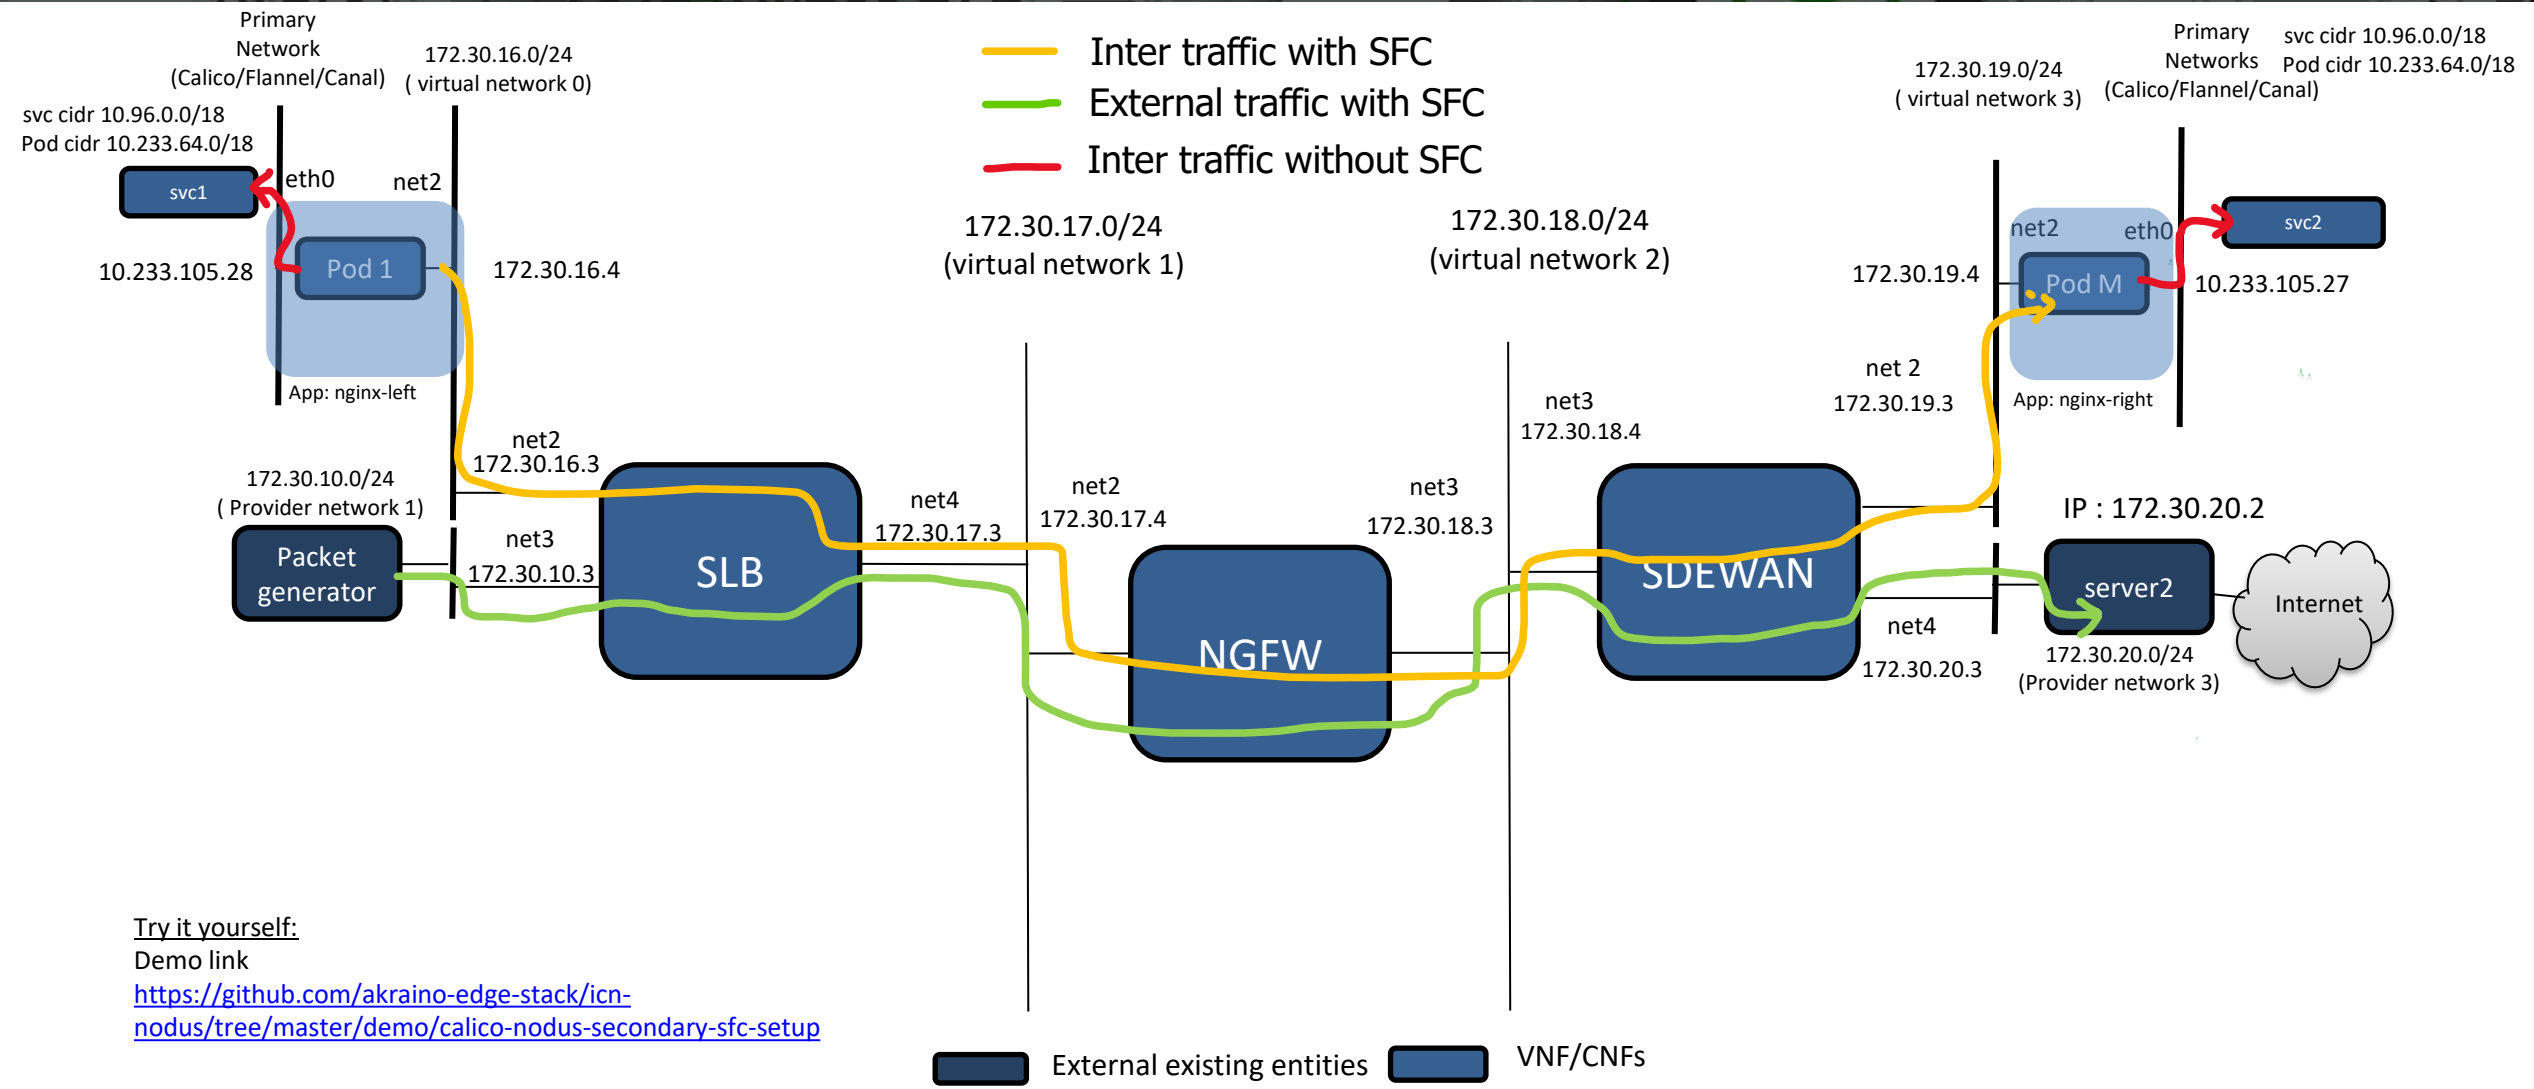 Primary
Network
(Calico/Flannel/Canal)
172.30.16.0/24
( virtual network 0)
svc cidr 10.96.0.0/18
Pod cidr 10.233.64.0/18
svc1
eth0
net2
Pod 1
10.233.105.28
172.30.16.4
App: nginx-left
Inter traffic with SFC
External traffic with SFC
Inter traffic without SFC
172.30.17.0/24
(virtual network 1)
172.30.18.0/24
(virtual network 2)
172.30.19.0/24
( virtual network 3)
Primary
Networks
(Calico/Flannel/Canal)
svc cidr 10.96.0.0/18
Pod cidr 10.233.64.0/18
net2
eth0
svc2
Pod M
172.30.19.4
10.233.105.27
App: nginx-right
net 2
172.30.19.3
net3
172.30.18.4
net2
172.30.16.3
172.30.10.0/24
( Provider network 1)
Packet
generator
net3
172.30.10.3
SLB
net4
172.30.17.3
net2
172.30.17.4
NGFW
net3
172.30.18.3
SDEWAN
IP : 172.30.20.2
server2
Internet
net4
172.30.20.3
172.30.20.0/24
(Provider network 3)
Try it yourself:
Demo link
https://github.com/akraino-edge-stack/icn-
nodus/tree/master/demo/calico-nodus-secondary-sfc-setup
External existing entities
VNF/CNFs